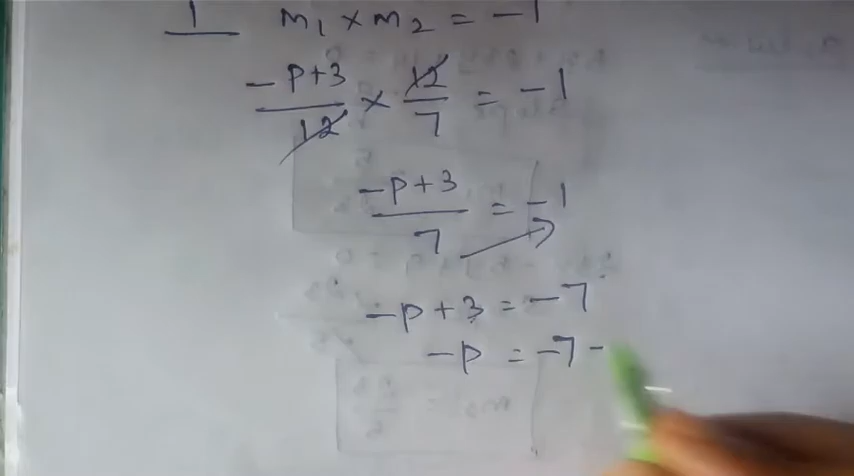 1 m₁ × m₂ = -1
-p+3/12 × 12/7 = -1
-p+3/7 = -1
-p+3 = -7
-p = -7-